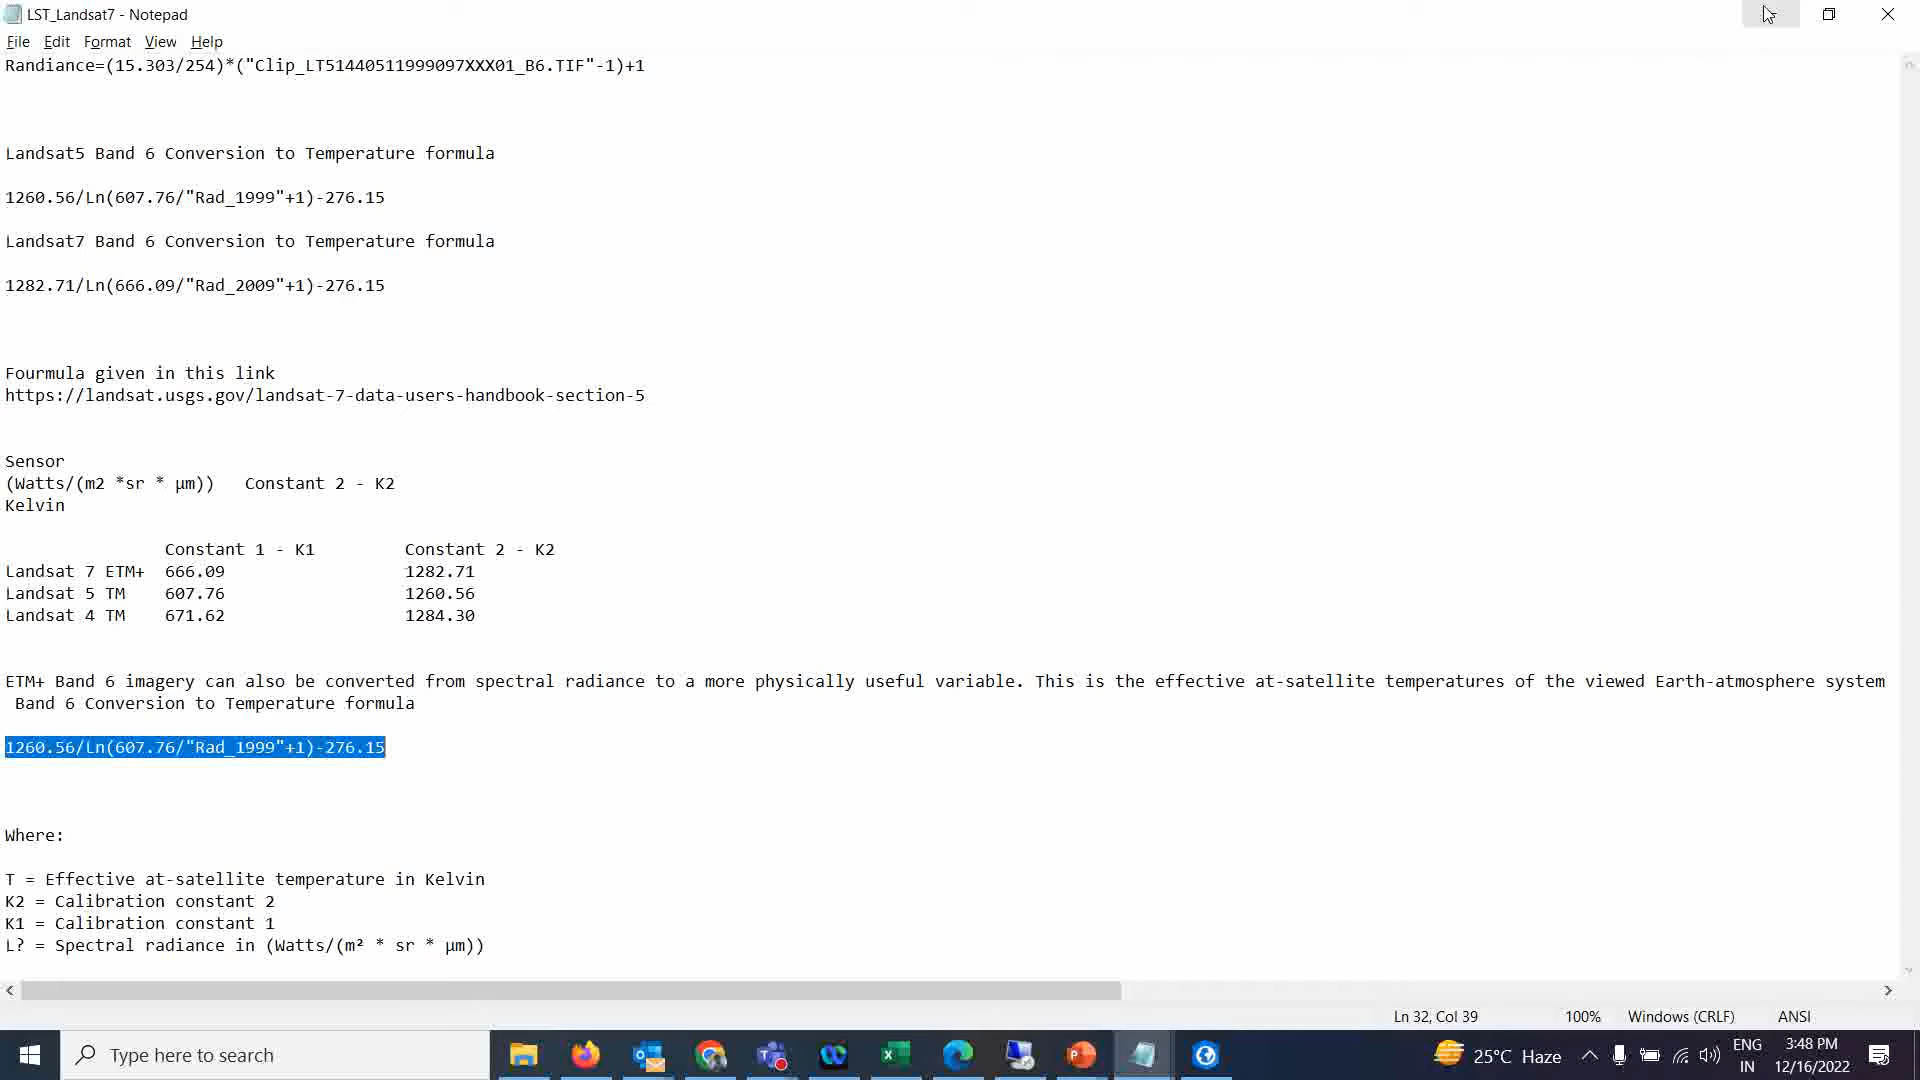 LST_Landsat7 - Notepad
File Edit Format View Help
Randiance=(15.303/254)*("Clip_LT51440511999097XXX01_B6.TIF"-1)+1
Landsat5 Band 6 Conversion to Temperature formula
1260.56/Ln(607.76/"Rad_1999"+1)-276.15
Landsat7 Band 6 Conversion to Temperature formula
1282.71/Ln(666.09/"Rad_2009"+1)-276.15
Fourmula given in this link
https://landsat.usgs.gov/landsat-7-data-users-handbook-section-5
Sensor
(Watts/(m2 *sr * µm))   Constant 2 - K2
Kelvin
Constant 1 - K1   Constant 2 - K2
Landsat 7 ETM+  666.09   1282.71
Landsat 5 TM    607.76   1260.56
Landsat 4 TM    671.62   1284.30
ETM+ Band 6 imagery can also be converted from spectral radiance to a more physically useful variable. This is the effective at-satellite temperatures of the viewed Earth-atmosphere system
Band 6 Conversion to Temperature formula
1260.56/Ln(607.76/"Rad_1999"+1)-276.15
Where:
T = Effective at-satellite temperature in Kelvin
K2 = Calibration constant 2
K1 = Calibration constant 1
L? = Spectral radiance in (Watts/(m² * sr * µm))
Ln 32, Col 39   100%   Windows (CRLF)   ANSI
Type here to search
25°C Haze
ENG
IN
3:48 PM
12/16/2022